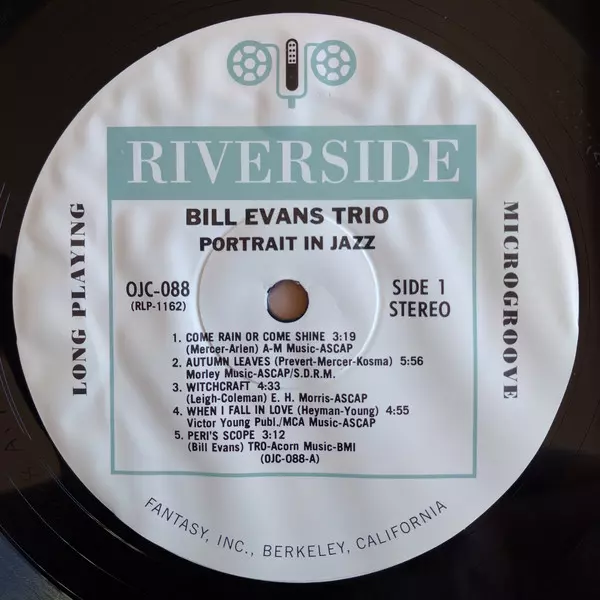 RIVERSIDE
BILL EVANS TRIO
PORTRAIT IN JAZZ
LONG PLAYING
MICROGROOVE
OJC-088
(RLP-1162)
SIDE 1
STEREO
1. COME RAIN OR COME SHINE 3:19
(Mercer-Arlen) A-M Music-ASCAP
2. AUTUMN LEAVES (Prevert-Mercer-Kosma) 5:56
Morley Music-ASCAP/S.D.R.M.
3. WITCHCRAFT 4:33
(Leigh-Coleman) E. H. Morris-ASCAP
4. WHEN I FALL IN LOVE (Heyman-Young) 4:55
Victor Young Publ./MCA Music-ASCAP
5. PERI'S SCOPE 3:12
(Bill Evans) TRO-Acorn Music-BMI
(OJC-088-A)
FANTASY, INC., BERKELEY, CALIFORNIA